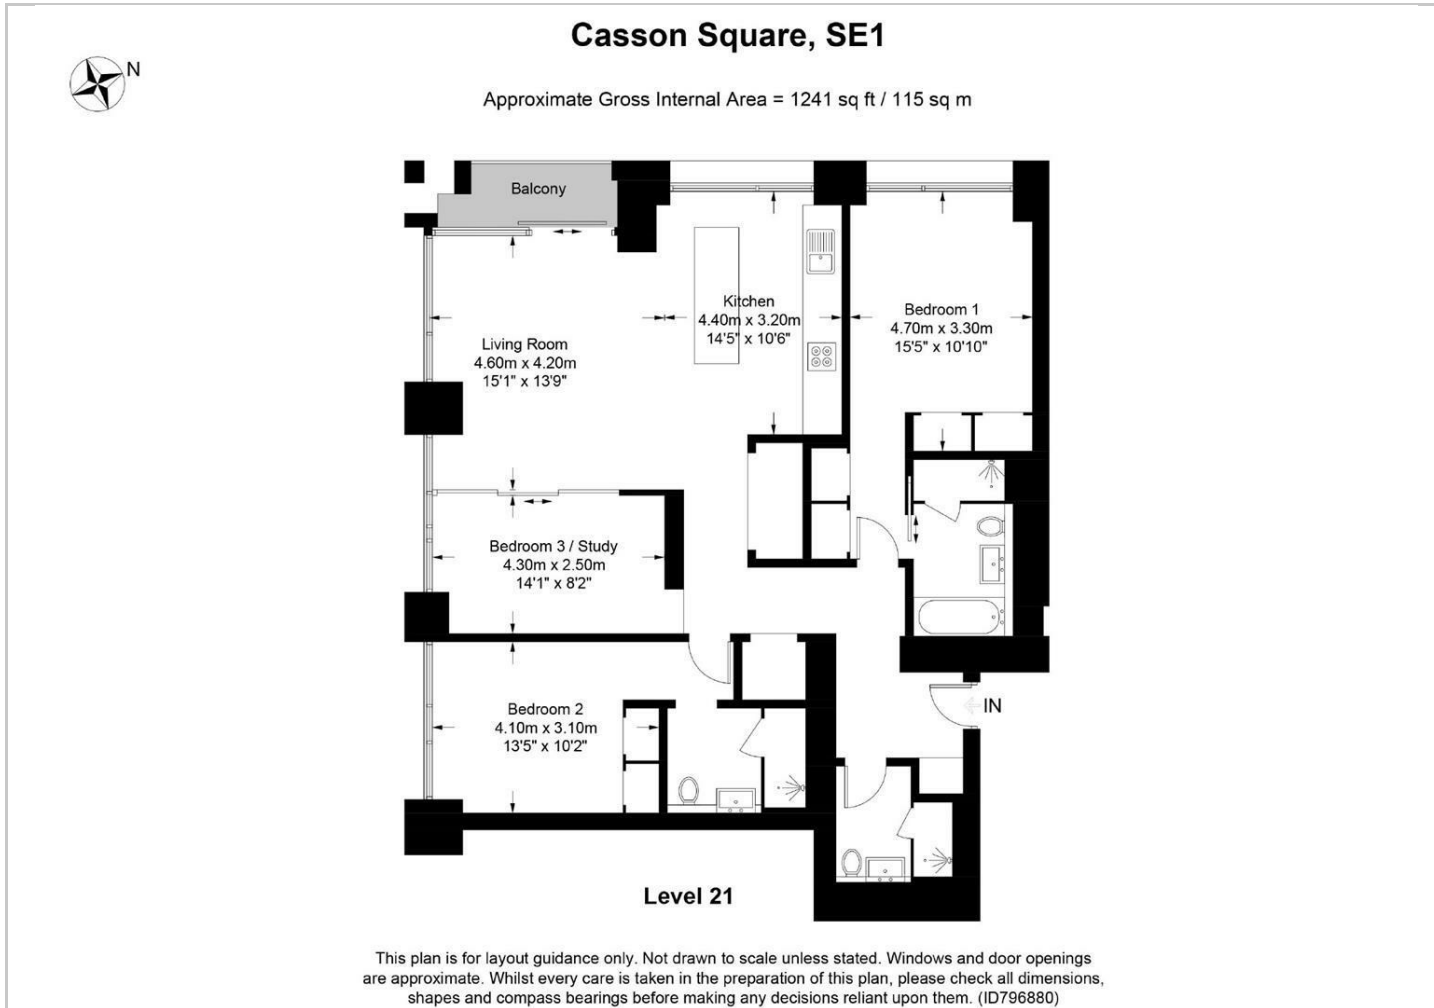 Casson Square, SE1
N
Approximate Gross Internal Area = 1241 sq ft / 115 sq m
Balcony
Kitchen
4.40m x 3.20m
14'5" x 10'6"
Bedroom 1
4.70m x 3.30m
15'5" x 10'10"
Living Room
4.60m x 4.20m
15'1" x 13'9"
Bedroom 3 / Study
4.30m x 2.50m
14'1" x 8'2"
Bedroom 2
4.10m x 3.10m
13'5" x 10'2"
IN
Level 21
This plan is for layout guidance only. Not drawn to scale unless stated. Windows and door openings
are approximate. Whilst every care is taken in the preparation of this plan, please check all dimensions,
shapes and compass bearings before making any decisions reliant upon them. (ID796880)